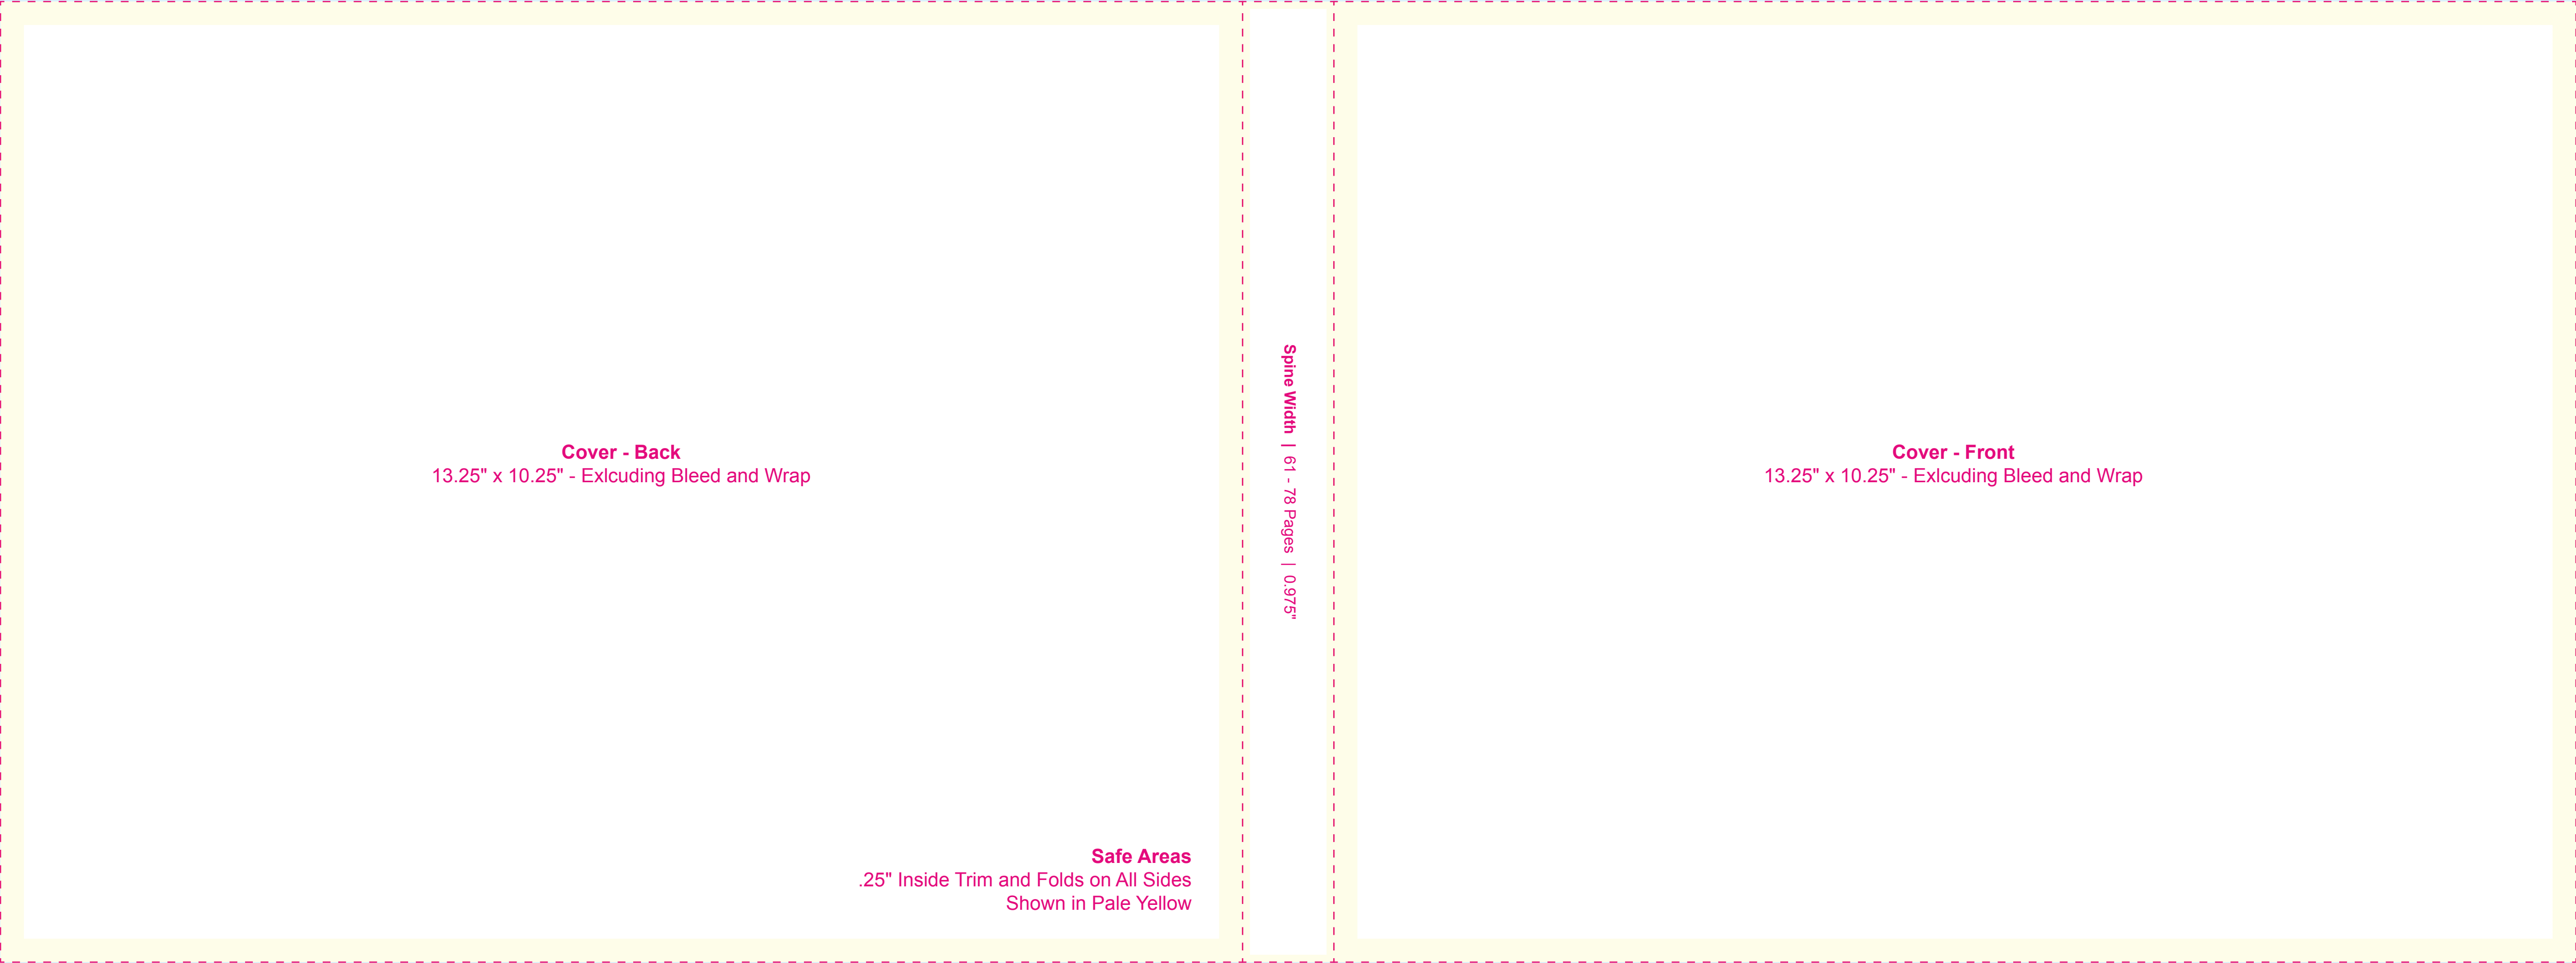 Cover - Back
13.25" x 10.25" - Exlcuding Bleed and Wrap
Safe Areas
.25" Inside Trim and Folds on All Sides
Shown in Pale Yellow
Spine Width | 61 - 78 Pages | 0.975"
Cover - Front
13.25" x 10.25" - Exlcuding Bleed and Wrap